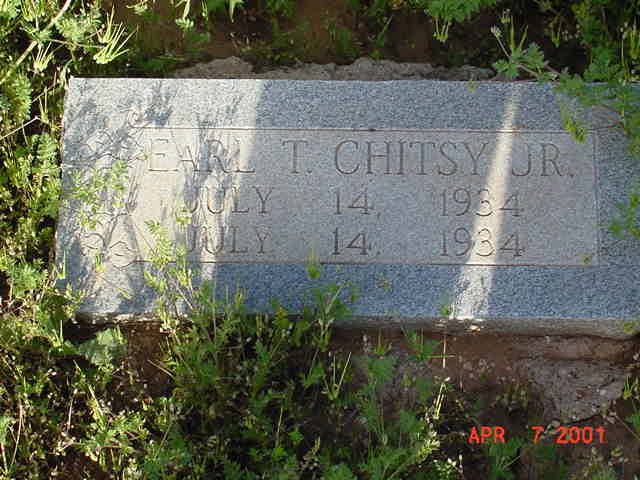 EARL T. CHITSY JR.
JULY 14, 1934
JULY 14, 1934
APR 7 2001